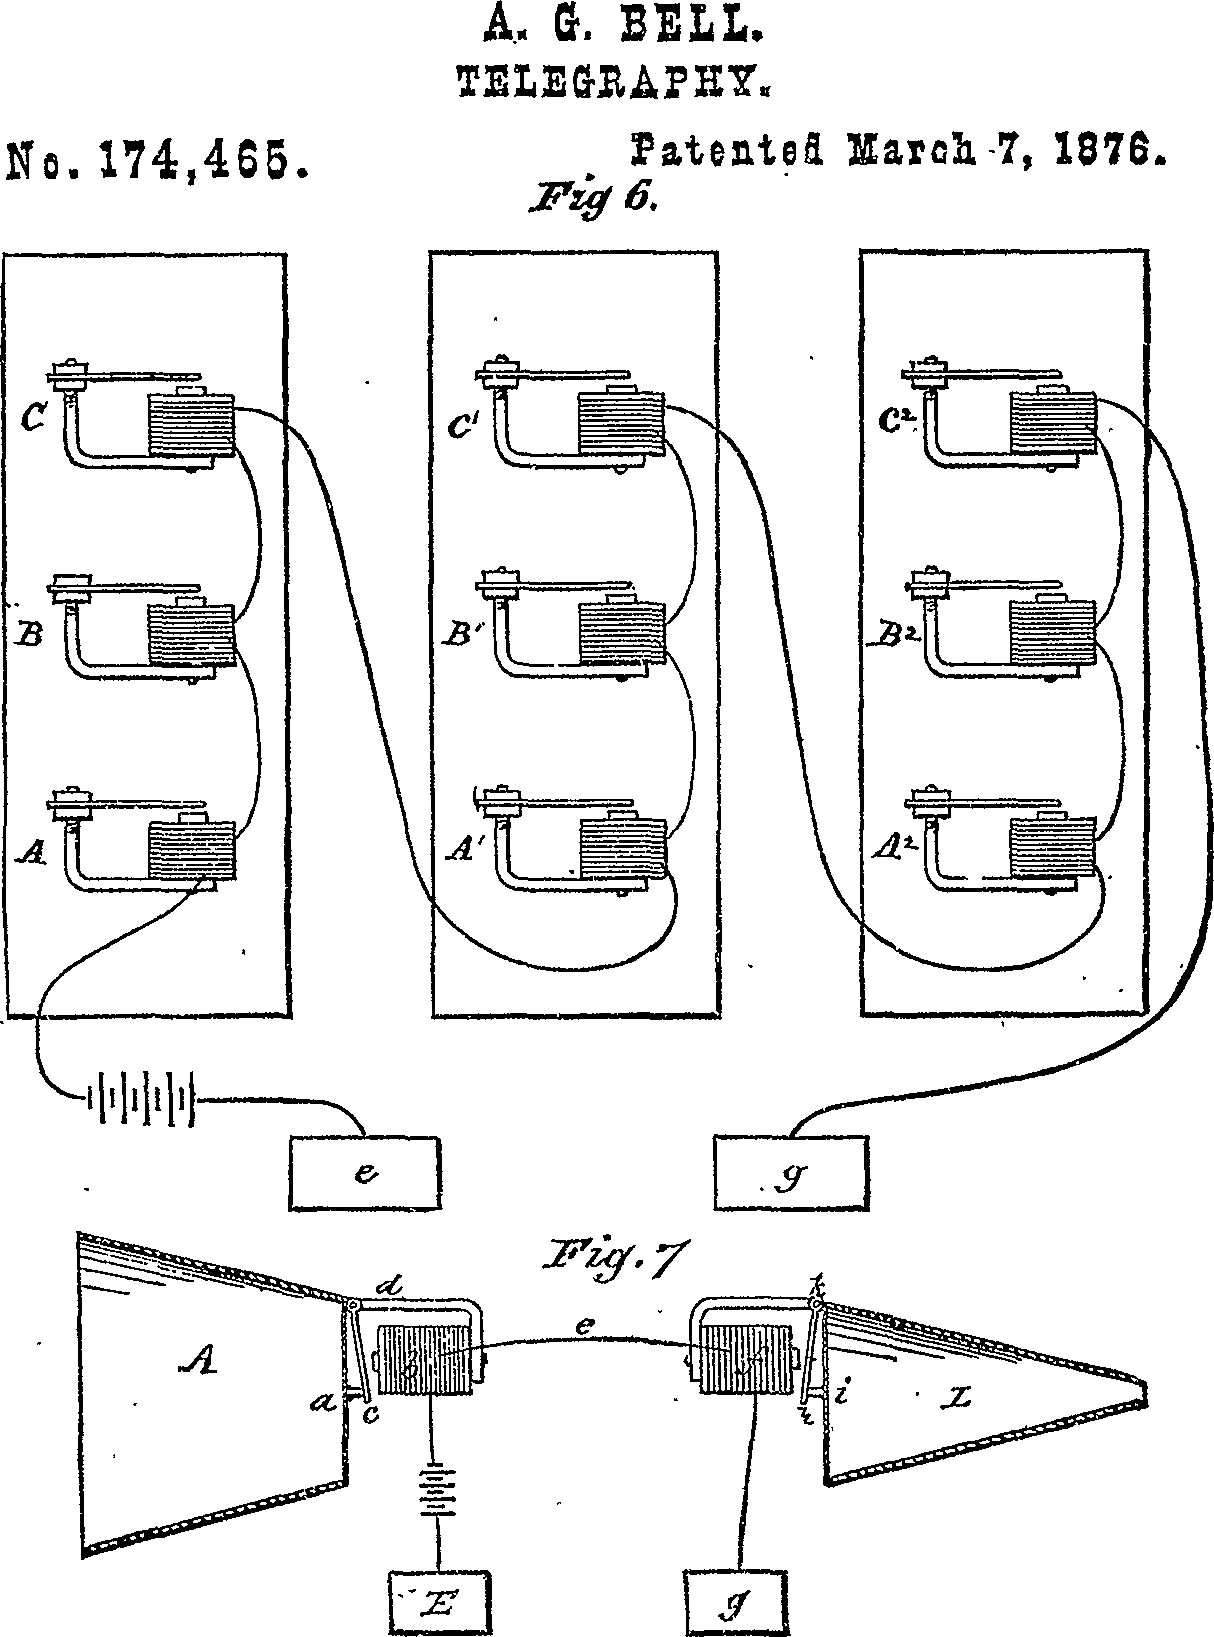 A. G. BELL.
TELEGRAPHY.
No. 174,465.
Patented March 7, 1876.
Fig 6.
C
C'
C²
B
B'
B²
A
A'
A²
e
g
Fig. 7
d
k
e
A
a
c
i
L
E
g